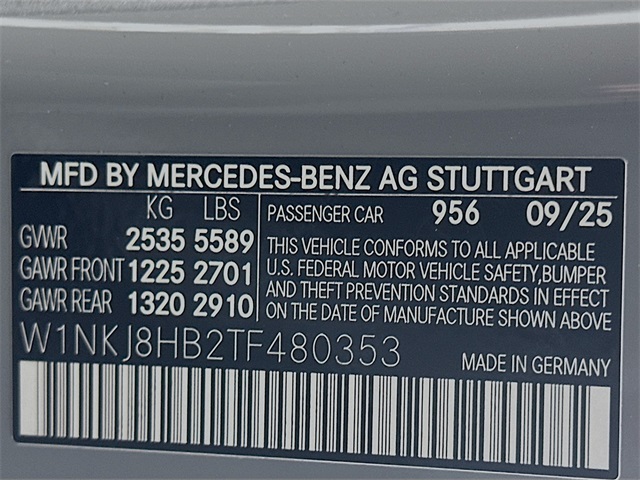 MFD BY MERCEDES-BENZ AG STUTTGART
KG LBS
GVWR 2535 5589
GAWR FRONT 1225 2701
GAWR REAR 1320 2910
PASSENGER CAR 956 09/25
THIS VEHICLE CONFORMS TO ALL APPLICABLE
U.S. FEDERAL MOTOR VEHICLE SAFETY, BUMPER
AND THEFT PREVENTION STANDARDS IN EFFECT
ON THE DATE OF MANUFACTURE SHOWN ABOVE.
W1NKJ8HB2TF480353
MADE IN GERMANY